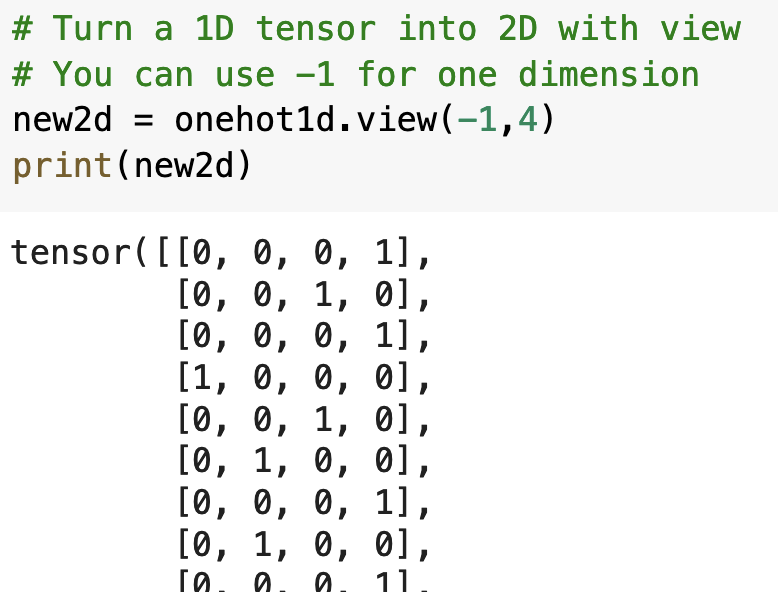 # Turn a 1D tensor into 2D with view
# You can use -1 for one dimension
new2d = onehot1d.view(-1,4)
print(new2d)
tensor([[0, 0, 0, 1],
        [0, 0, 1, 0],
        [0, 0, 0, 1],
        [1, 0, 0, 0],
        [0, 0, 1, 0],
        [0, 1, 0, 0],
        [0, 0, 0, 1],
        [0, 1, 0, 0],
        [0, 0, 0, 1],